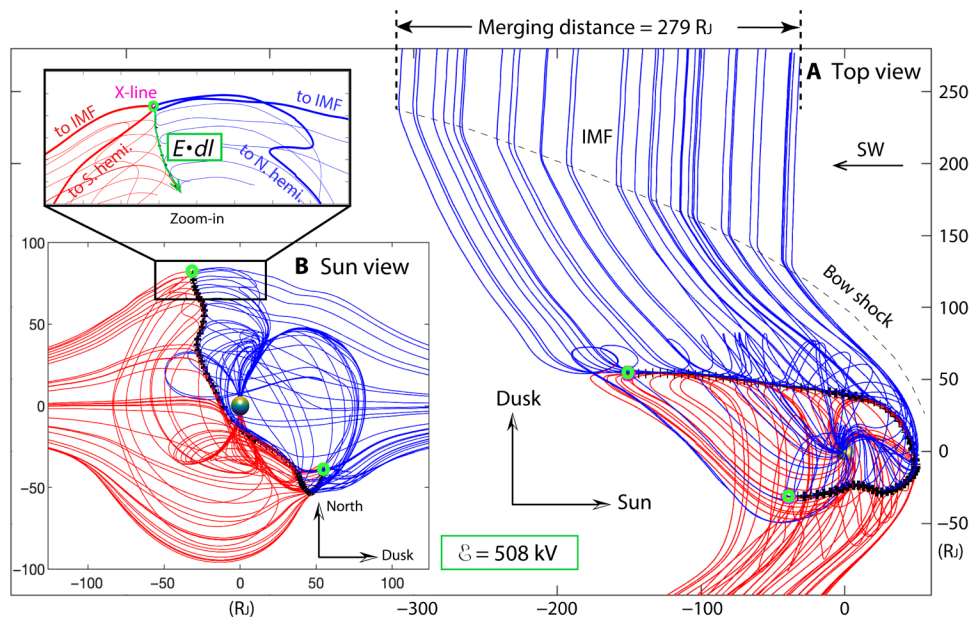 Merging distance = 279 RJ
A Top view
X-line
to IMF
to IMF
to S. hemi.
E•dl
to N. hemi.
Zoom-in
IMF
SW
Bow shock
250
200
150
100
50
0
−50
(RJ)
B Sun view
100
50
0
−50
−100
North
Dusk
−100
−50
0
50
100
(RJ)
Dusk
Sun
ℰ = 508 kV
−300
−200
−100
0